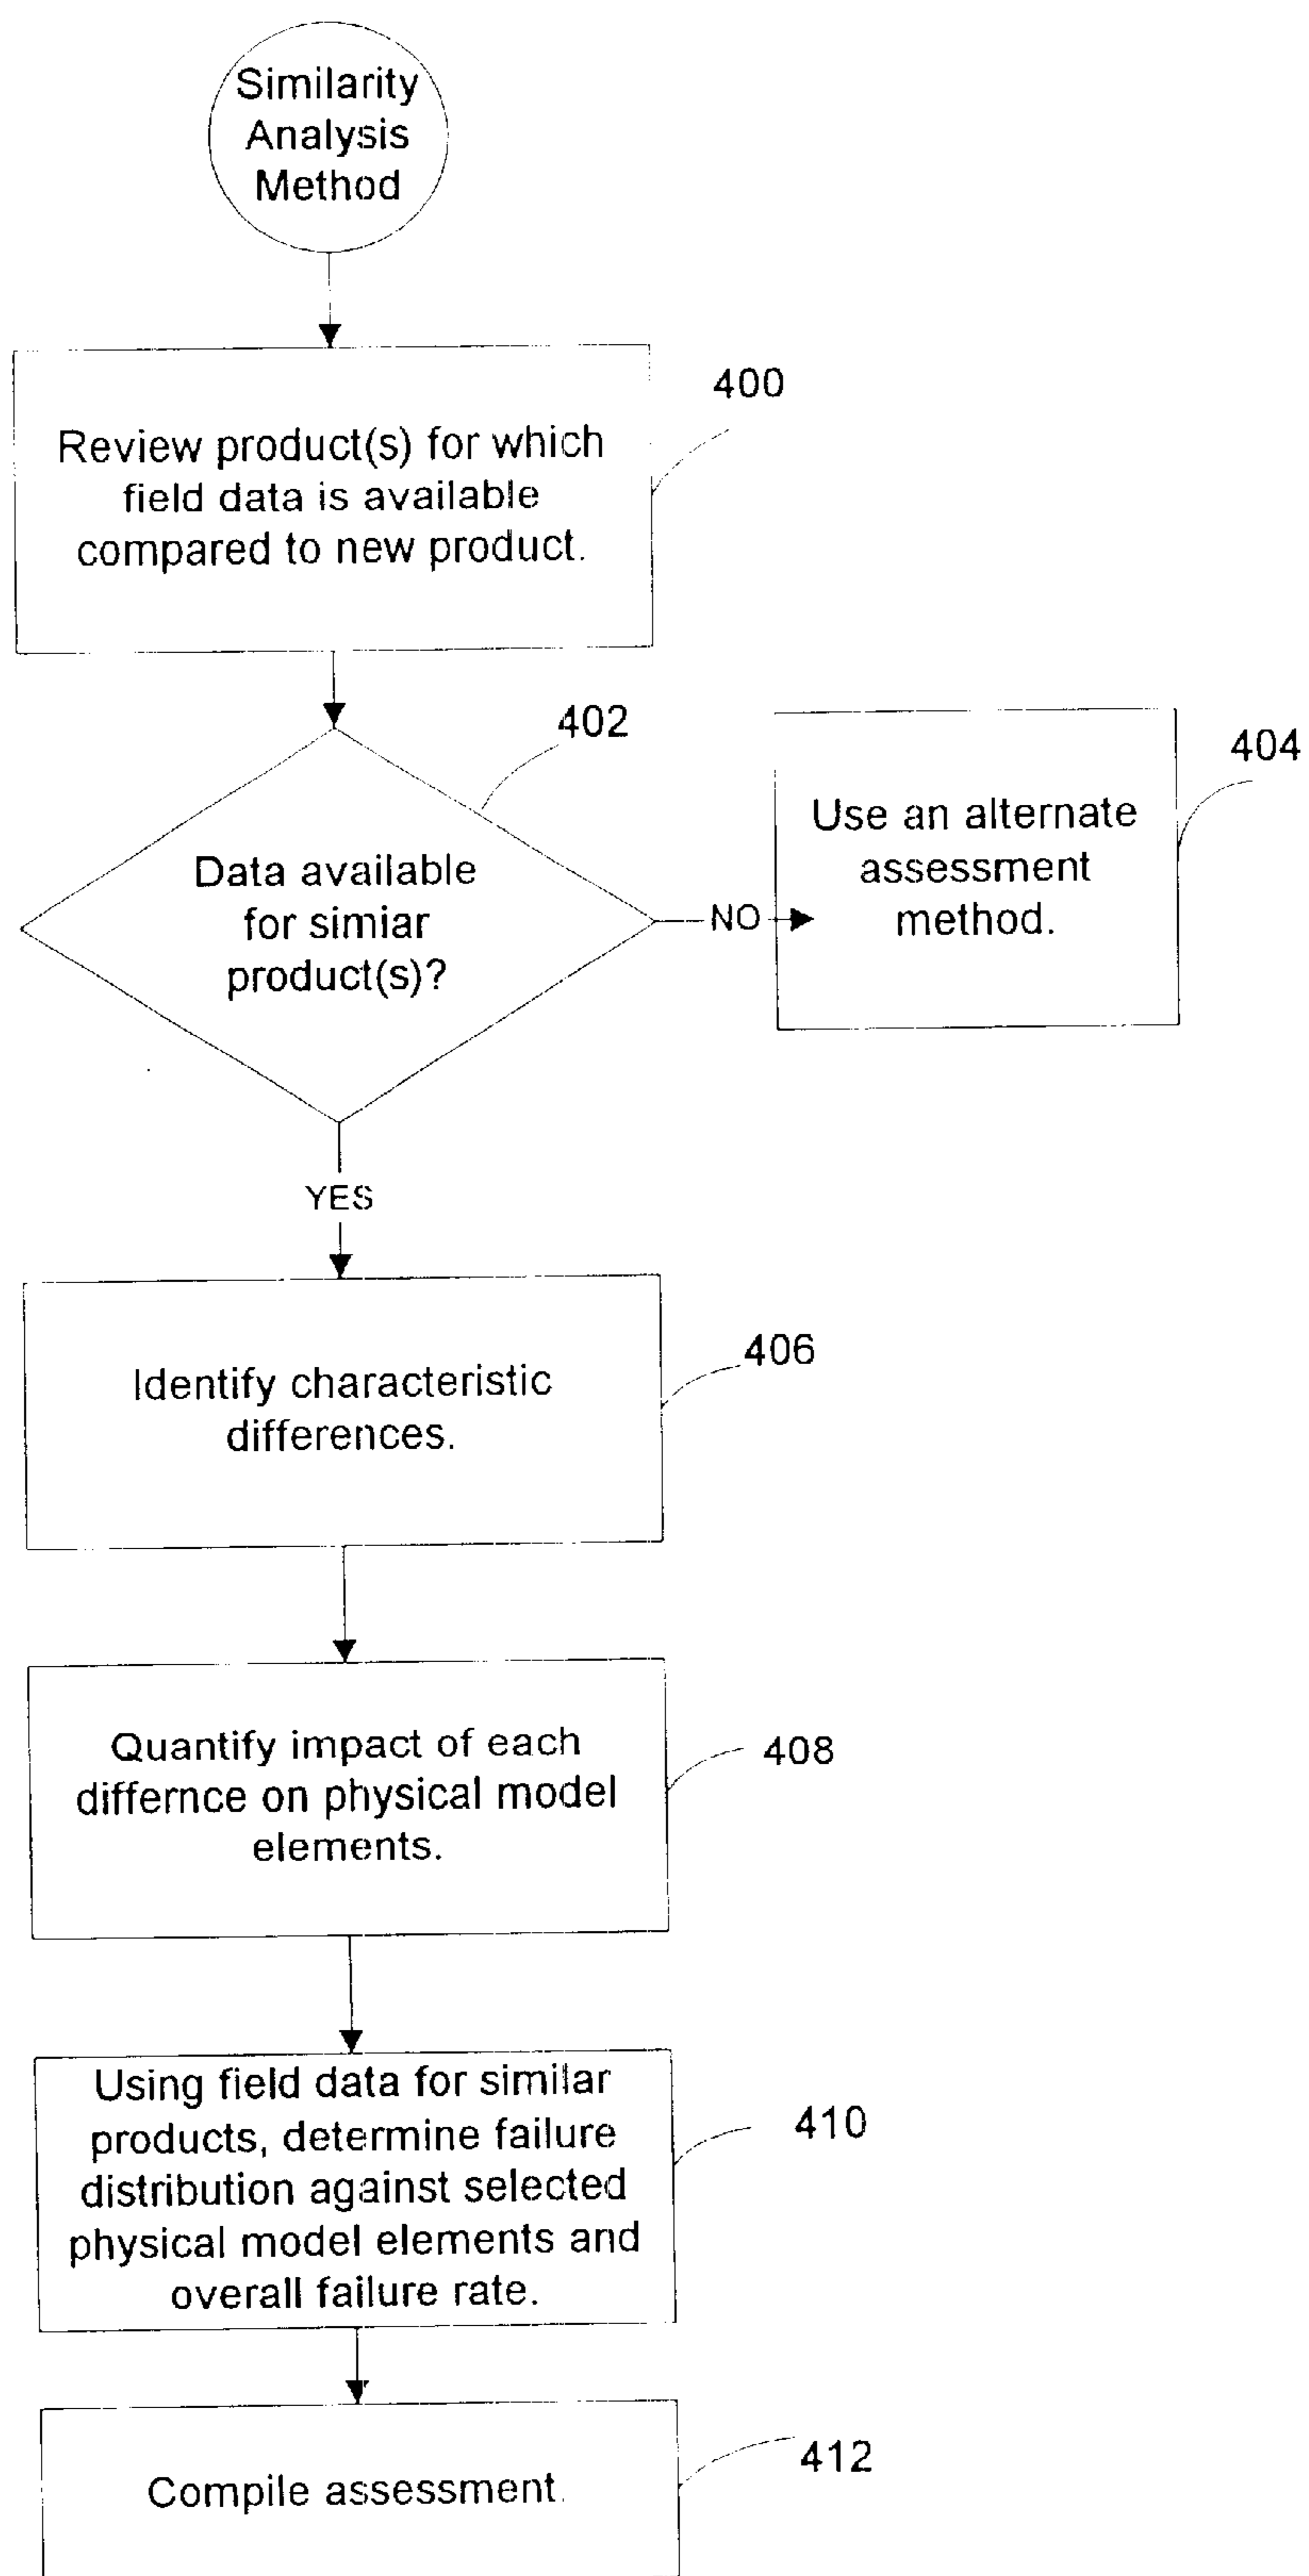 Similarity
Analysis
Method
400
Review product(s) for which
field data is available
compared to new product.
402
404
Data available
for simiar
product(s)?
NO
Use an alternate
assessment
method.
YES
406
Identify characteristic
differences.
408
Quantify impact of each
differnce on physical model
elements.
410
Using field data for similar
products, determine failure
distribution against selected
physical model elements and
overall failure rate.
412
Compile assessment.